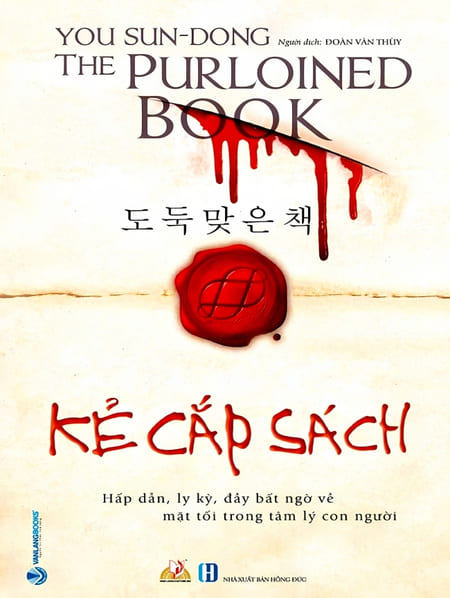 YOU SUN-DONG Người dịch: ĐOÀN VĂN THÙY
THE PURLOINED
BOOK
도둑맞은책
KẺ CẮP SÁCH
Hấp dẫn, ly kỳ, đầy bất ngờ về
mặt tối trong tâm lý con người
VANLANGBOOKS
NHÀ XUẤT BẢN HỒNG ĐỨC